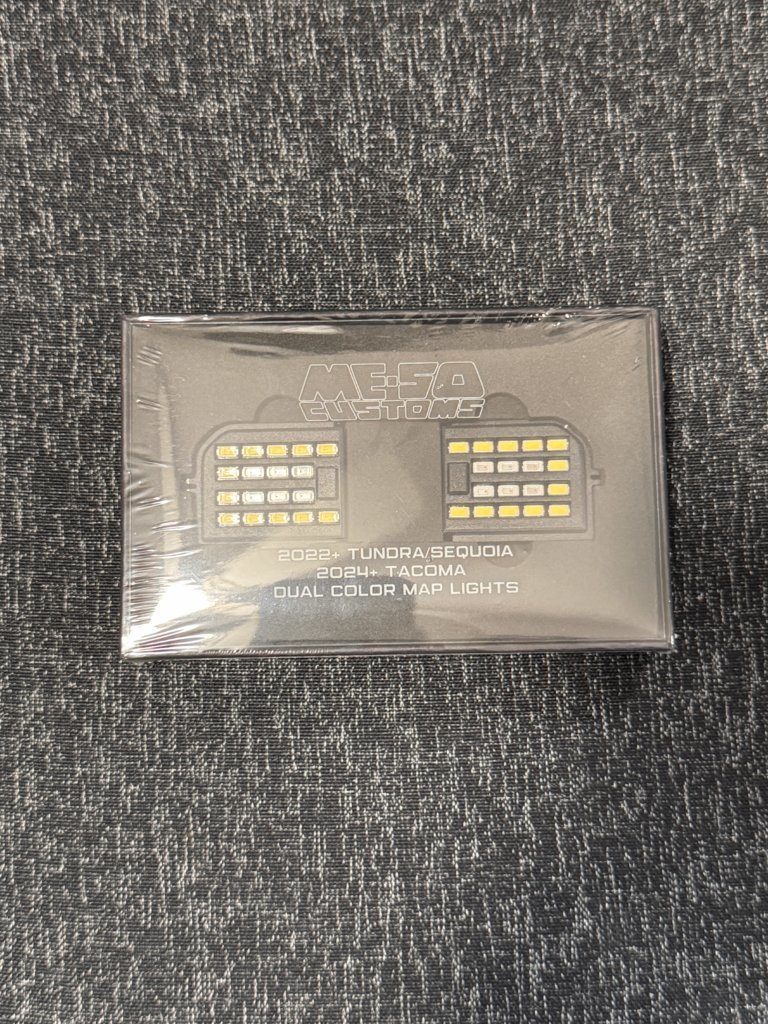 ME·SO
CUSTOMS
2022+ TUNDRA/SEQUOIA
2024+ TACOMA
DUAL COLOR MAP LIGHTS